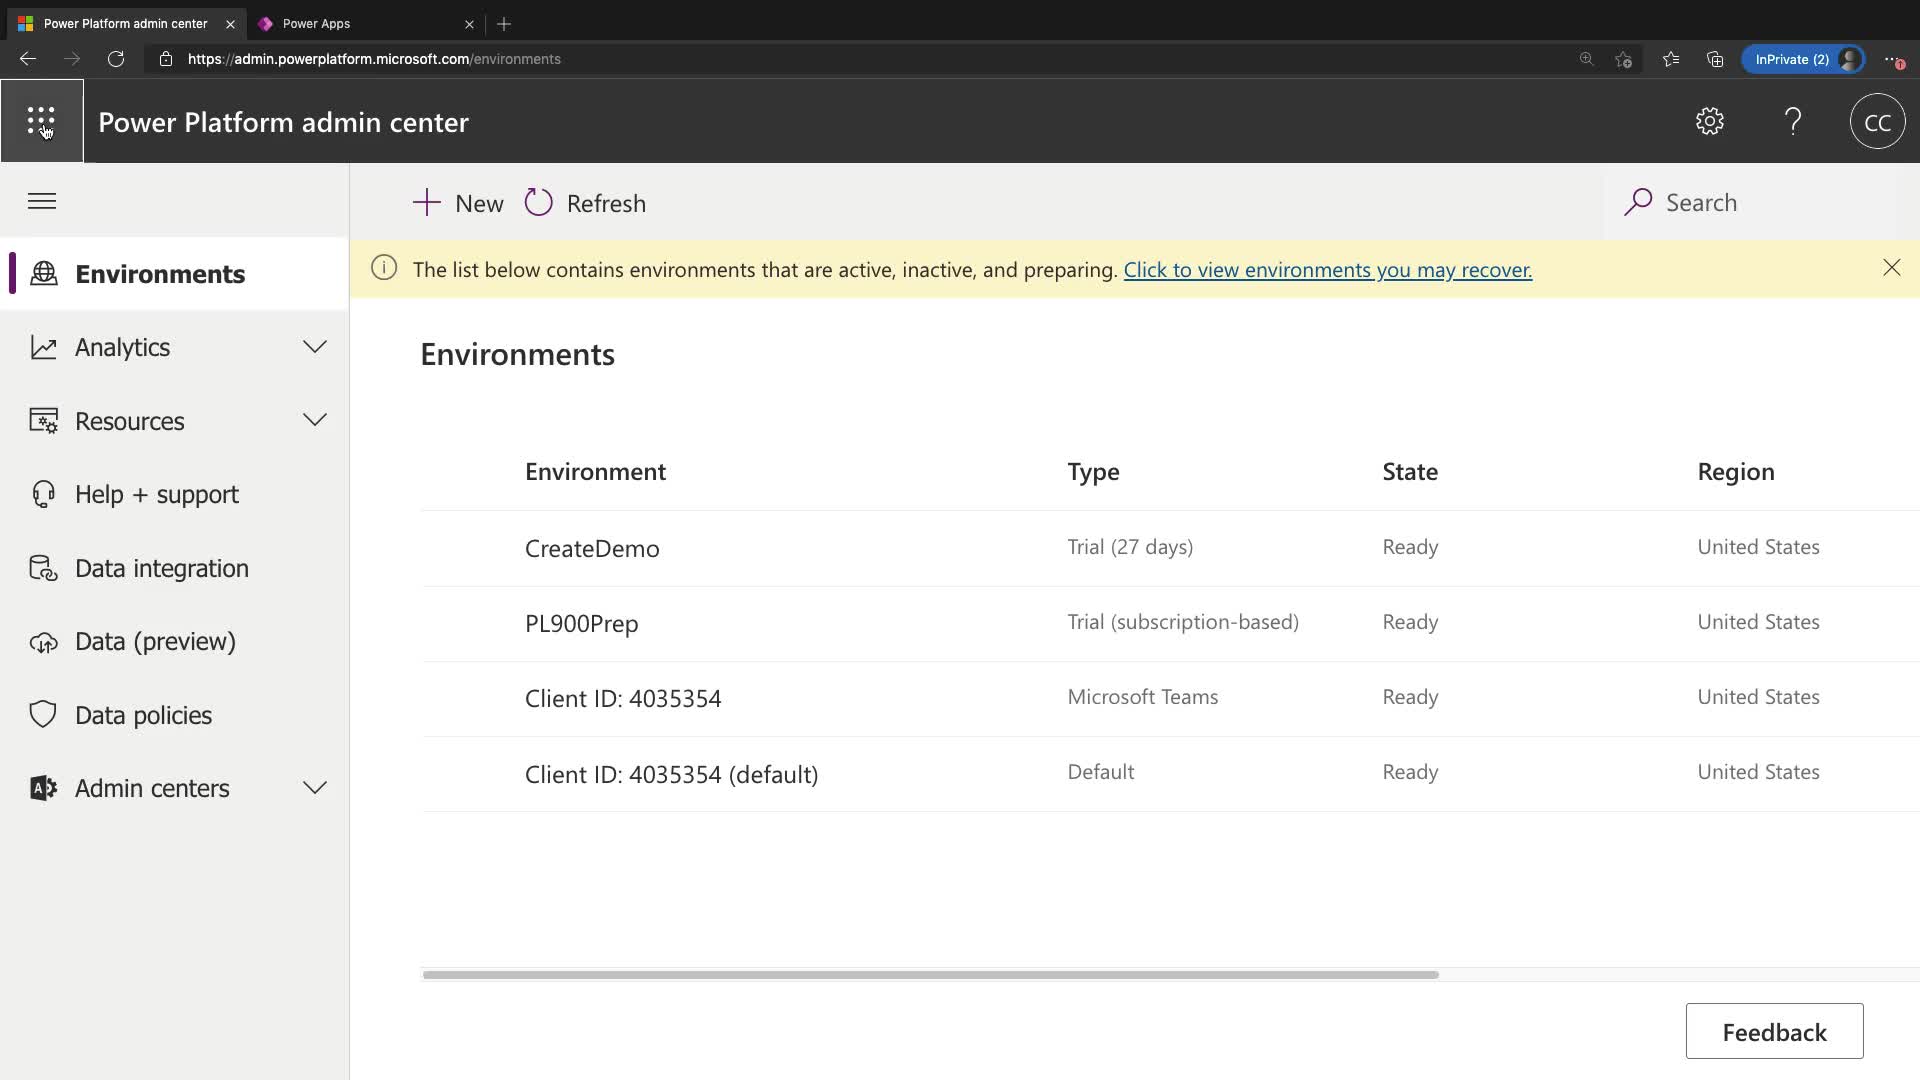 Power Platform admin center
Power Apps
https://admin.powerplatform.microsoft.com/environments
InPrivate (2)
Power Platform admin center
CC
New
Refresh
Search
The list below contains environments that are active, inactive, and preparing. Click to view environments you may recover.
Environments
Analytics
Resources
Help + support
Data integration
Data (preview)
Data policies
Admin centers
Environments
Environment Type State Region
CreateDemo Trial (27 days) Ready United States
PL900Prep Trial (subscription-based) Ready United States
Client ID: 4035354 Microsoft Teams Ready United States
Client ID: 4035354 (default) Default Ready United States
Feedback